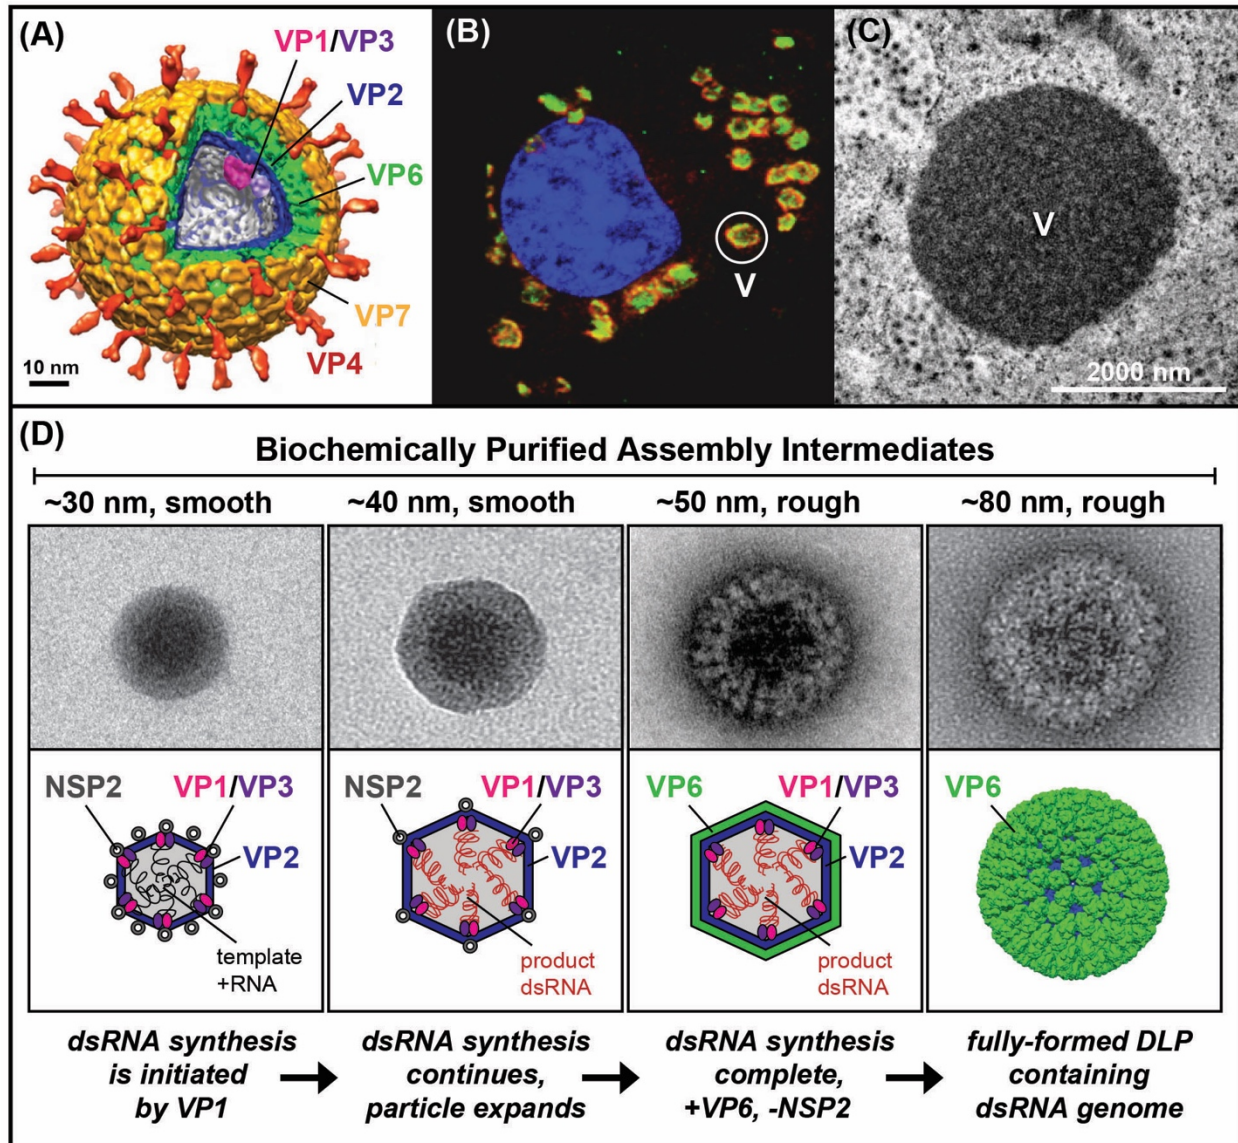 (A)
VP1/VP3
VP2
VP6
VP7
VP4
10 nm
(B)
V
(C)
V
2000 nm
(D)
Biochemically Purified Assembly Intermediates
~30 nm, smooth
~40 nm, smooth
~50 nm, rough
~80 nm, rough
NSP2
VP1/VP3
VP2
template
+RNA
NSP2
VP1/VP3
VP2
product
dsRNA
VP6
VP1/VP3
VP2
product
dsRNA
VP6
dsRNA synthesis
is initiated
by VP1
dsRNA synthesis
continues,
particle expands
dsRNA synthesis
complete,
+VP6, -NSP2
fully-formed DLP
containing
dsRNA genome